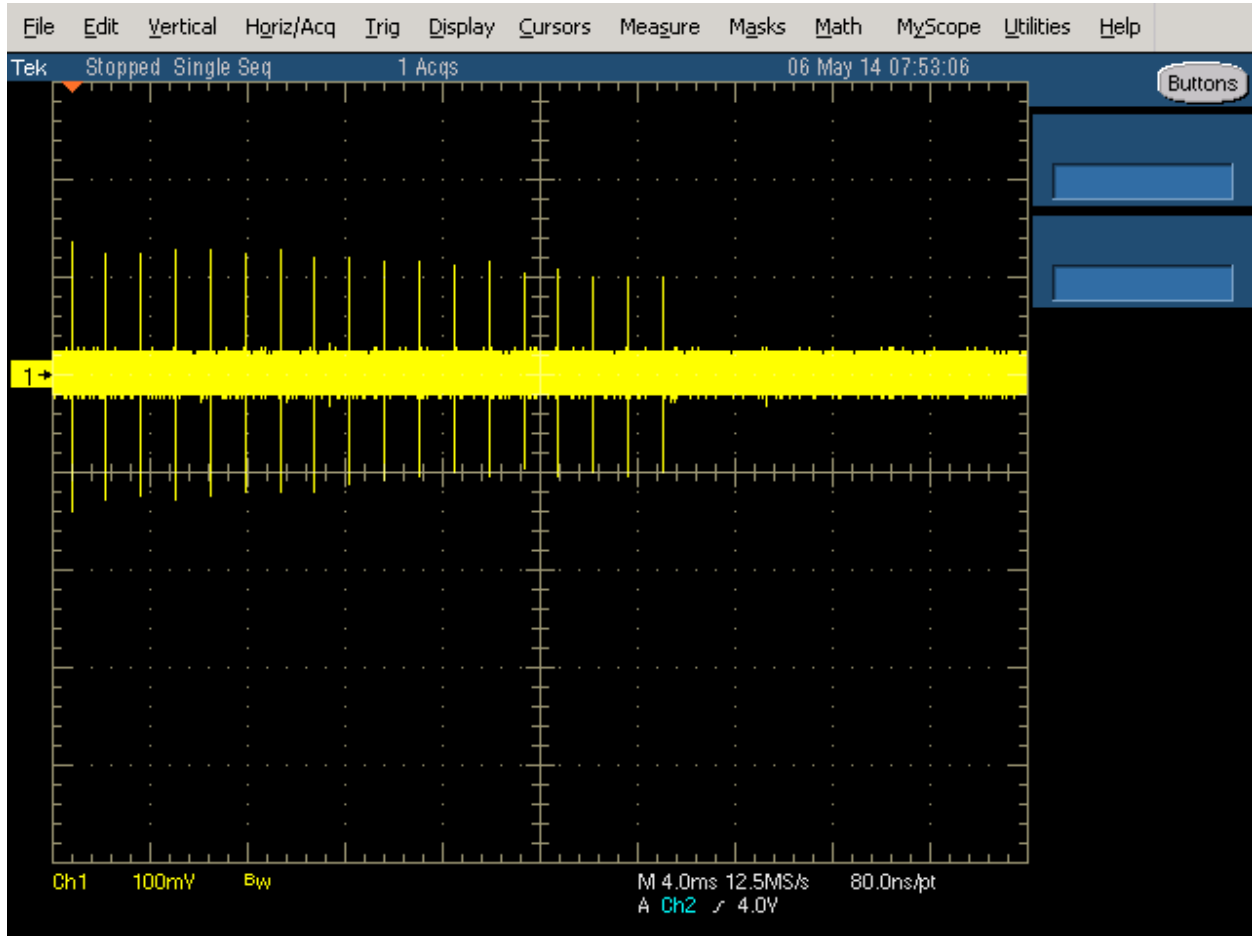 File Edit Vertical Horiz/Acq Trig Display Cursors Measure Masks Math MyScope Utilities Help
Tek Stopped Single Seq 1 Acqs 06 May 14 07:53:06
Buttons
1
Ch1 100mV Bw M 4.0ms 12.5MS/s 80.0ns/pt
A Ch2 4.0V